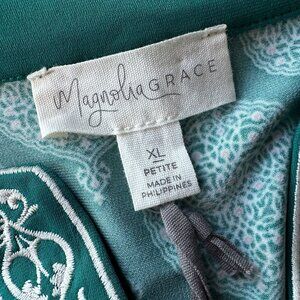 Magnolia GRACE
XL
PETITE
MADE IN
PHILIPPINES